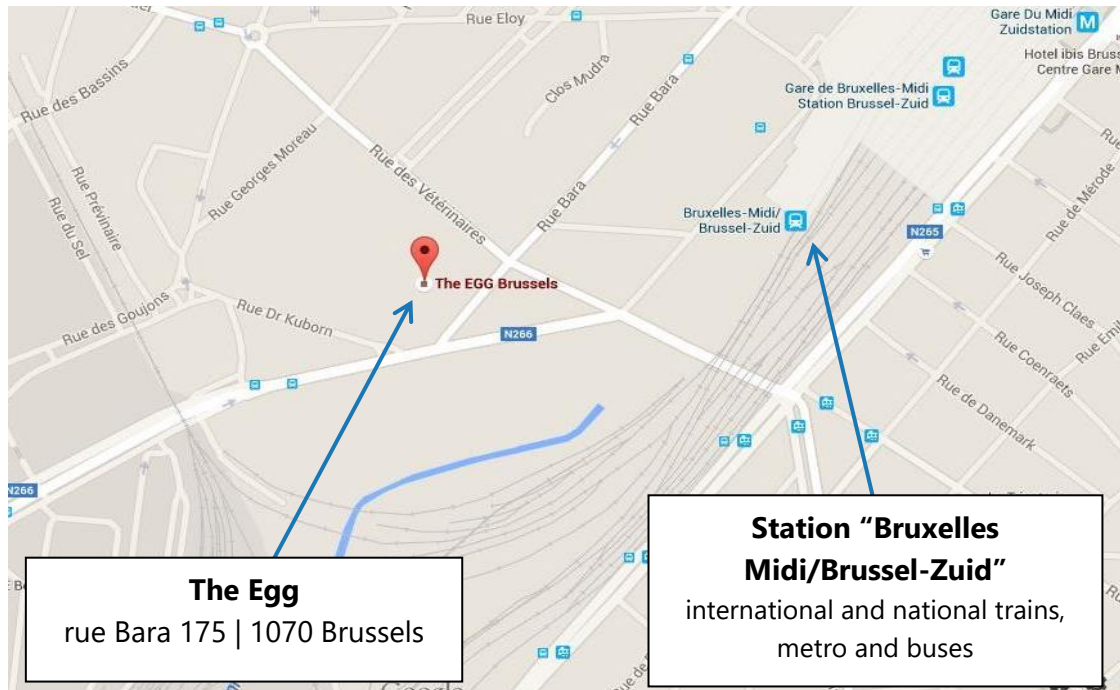 Gare Du Midi
Zuidstation
M
Rue Eloy
Hotel ibis Bruss
Centre Gare M
Rue des Bassins
Clos Mudra
Rue Bara
Gare de Bruxelles-Midi
Station Brussel-Zuid
Rue Georges Moreau
Rue des Vétérinaires
Rue Prévinaire
Rue du Sel
Rue Bara
Bruxelles-Midi/
Brussel-Zuid
Rue de Mérode
N265
The EGG Brussels
Rue Joseph Claes
Rue Emil
Rue des Goujons
Rue Dr Kuborn
N266
Rue Coenraets
Rue de Danemark
N266
The Egg
rue Bara 175 | 1070 Brussels
Station “Bruxelles
Midi/Brussel-Zuid”
international and national trains,
metro and buses